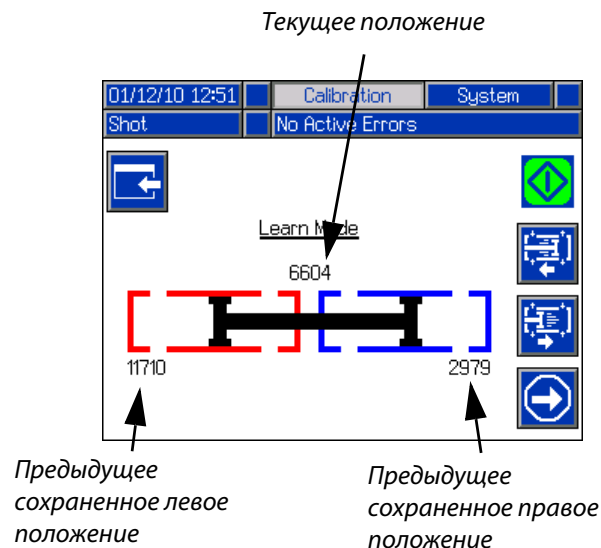 Текущее положение
01/12/10 12:51 Calibration System
Shot No Active Errors
Learn Mode
6604
11710 2979
Предыдущее
сохраненное левое
положение
Предыдущее
сохраненное правое
положение